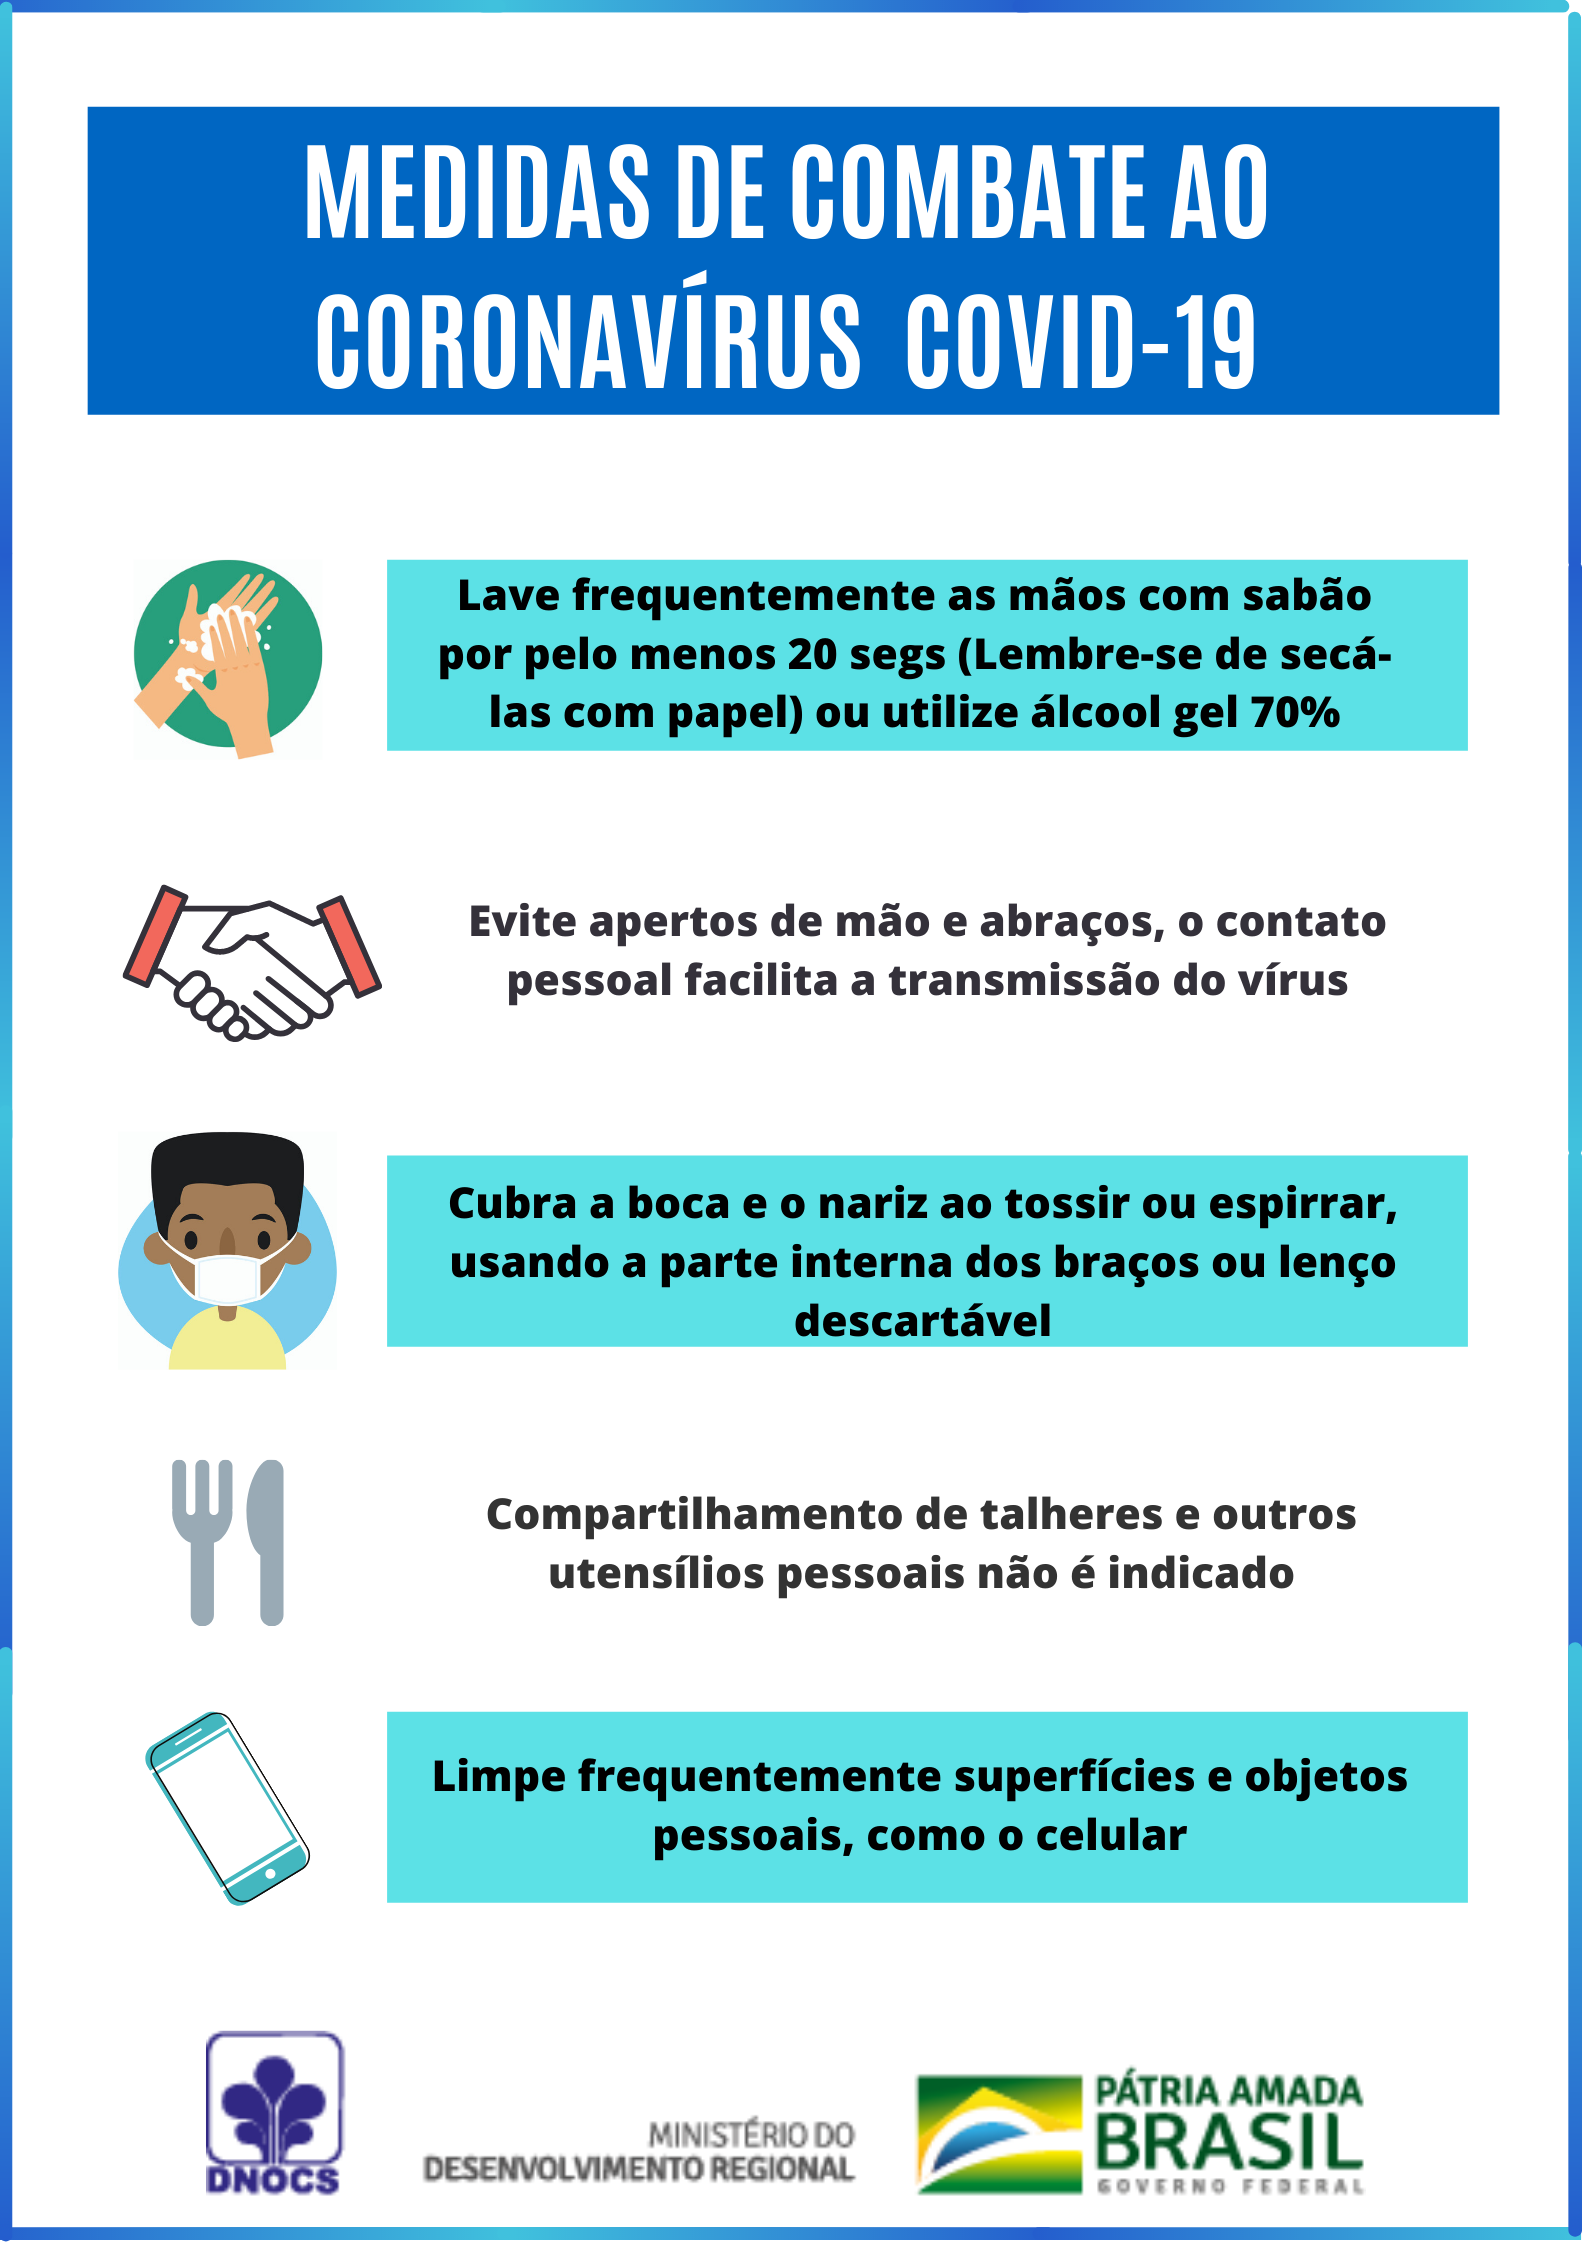 MEDIDAS DE COMBATE AO
CORONAVÍRUS COVID-19
Lave frequentemente as mãos com sabão
por pelo menos 20 segs (Lembre-se de secá-
las com papel) ou utilize álcool gel 70%
Evite apertos de mão e abraços, o contato
pessoal facilita a transmissão do vírus
Cubra a boca e o nariz ao tossir ou espirrar,
usando a parte interna dos braços ou lenço
descartável
Compartilhamento de talheres e outros
utensílios pessoais não é indicado
Limpe frequentemente superfícies e objetos
pessoais, como o celular
DNOCS
MINISTÉRIO DO
DESENVOLVIMENTO REGIONAL
PÁTRIA AMADA
BRASIL
GOVERNO FEDERAL